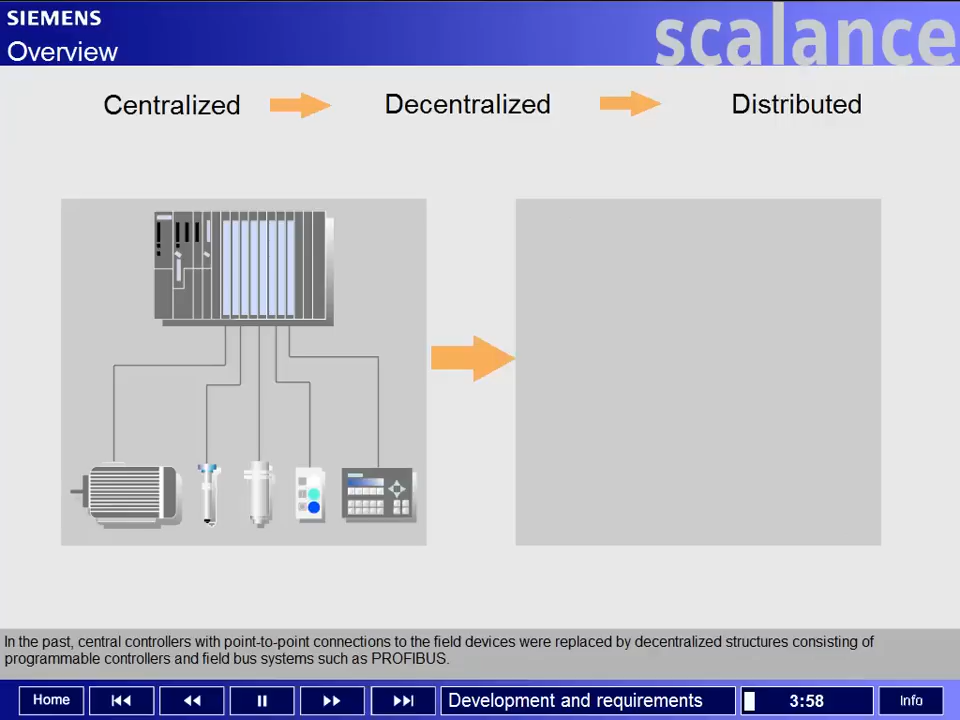 SIEMENS
Overview
scalance
Centralized
Decentralized
Distributed
In the past, central controllers with point-to-point connections to the field devices were replaced by decentralized structures consisting of
programmable controllers and field bus systems such as PROFIBUS.
Home
Development and requirements
3:58
Info